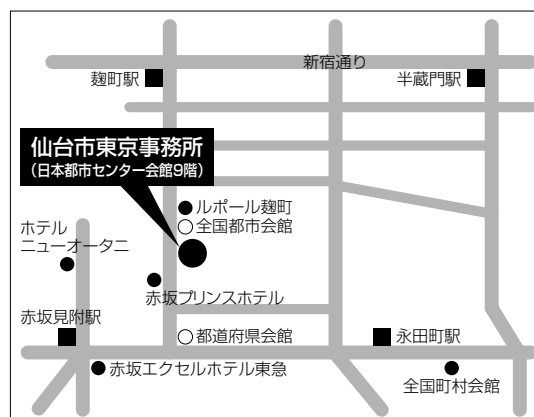 新宿通り
麹町駅
半蔵門駅
仙台市東京事務所
(日本都市センター会館9階)
ルポール麹町
全国都市会館
ホテル
ニューオータニ
赤坂プリンスホテル
赤坂見附駅
都道府県会館
永田町駅
赤坂エクセルホテル東急
全国町村会館